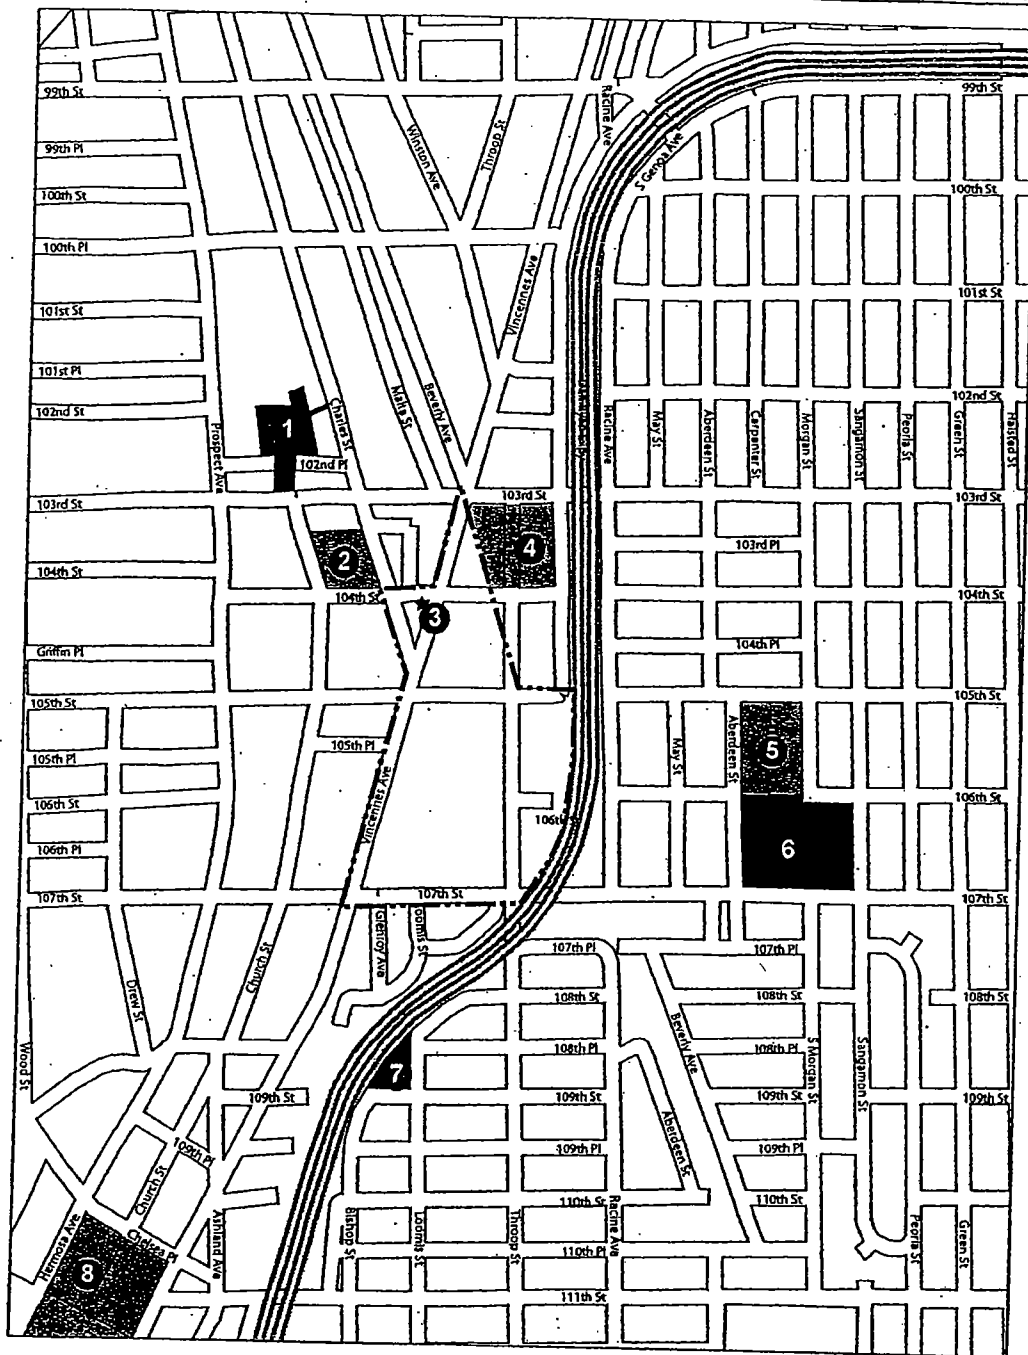 99th St
99th St
Racine Ave
Winston Ave
Throop St
S Genoa Ave
99th Pl
100th St
100th St
100th Pl
Vincennes Ave
101st St
101st St
101st Pl
102nd St
102nd St
Prospect Ave
1
Charles St
Malta St
Beverly Ave
Racine Ave
May St
Aberdeen St
Carpenter St
Morgan St
Sangamon St
Peoria St
Green St
Halsted St
102nd Pl
103rd St
103rd St
103rd St
2
4
103rd Pl
104th St
104th St
104th St
3
104th Pl
Griffin Pl
105th St
105th St
105th Pl
105th Pl
May St
Aberdeen St
5
106th St
106th St
106th St
Vincennes Ave
106th Pl
6
107th St
107th St
107th St
Glenroy Ave
Loomis St
107th Pl
107th Pl
Church St
Drew St
108th St
108th St
108th St
Beverly Ave
Wood St
7
108th Pl
108th Pl
S Morgan St
Sangamon St
109th St
109th St
109th St
109th St
109th Pl
109th Pl
109th Pl
Aberdeen St
Church St
110th St
110th St
Hermosa Ave
Chelsea Pl
Ashland Ave
Bishop St
Loomis St
Throop St
Racine Ave
Peoria St
Green St
110th Pl
8
111th St